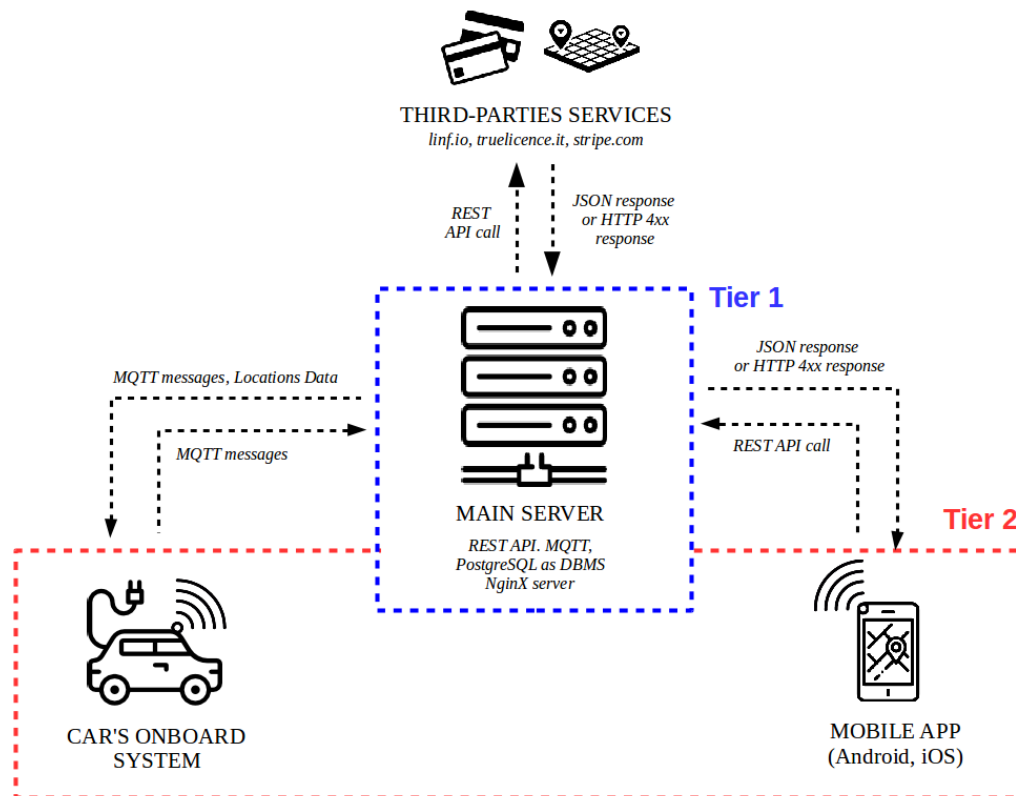 THIRD-PARTIES SERVICES
linf.io, truelicence.it, stripe.com
REST
API call
JSON response
or HTTP 4xx
response
Tier 1
JSON response
or HTTP 4xx response
MQTT messages, Locations Data
REST API call
MQTT messages
MAIN SERVER
Tier 2
REST API. MQTT,
PostgreSQL as DBMS
NginX server
CAR'S ONBOARD
SYSTEM
MOBILE APP
(Android, iOS)